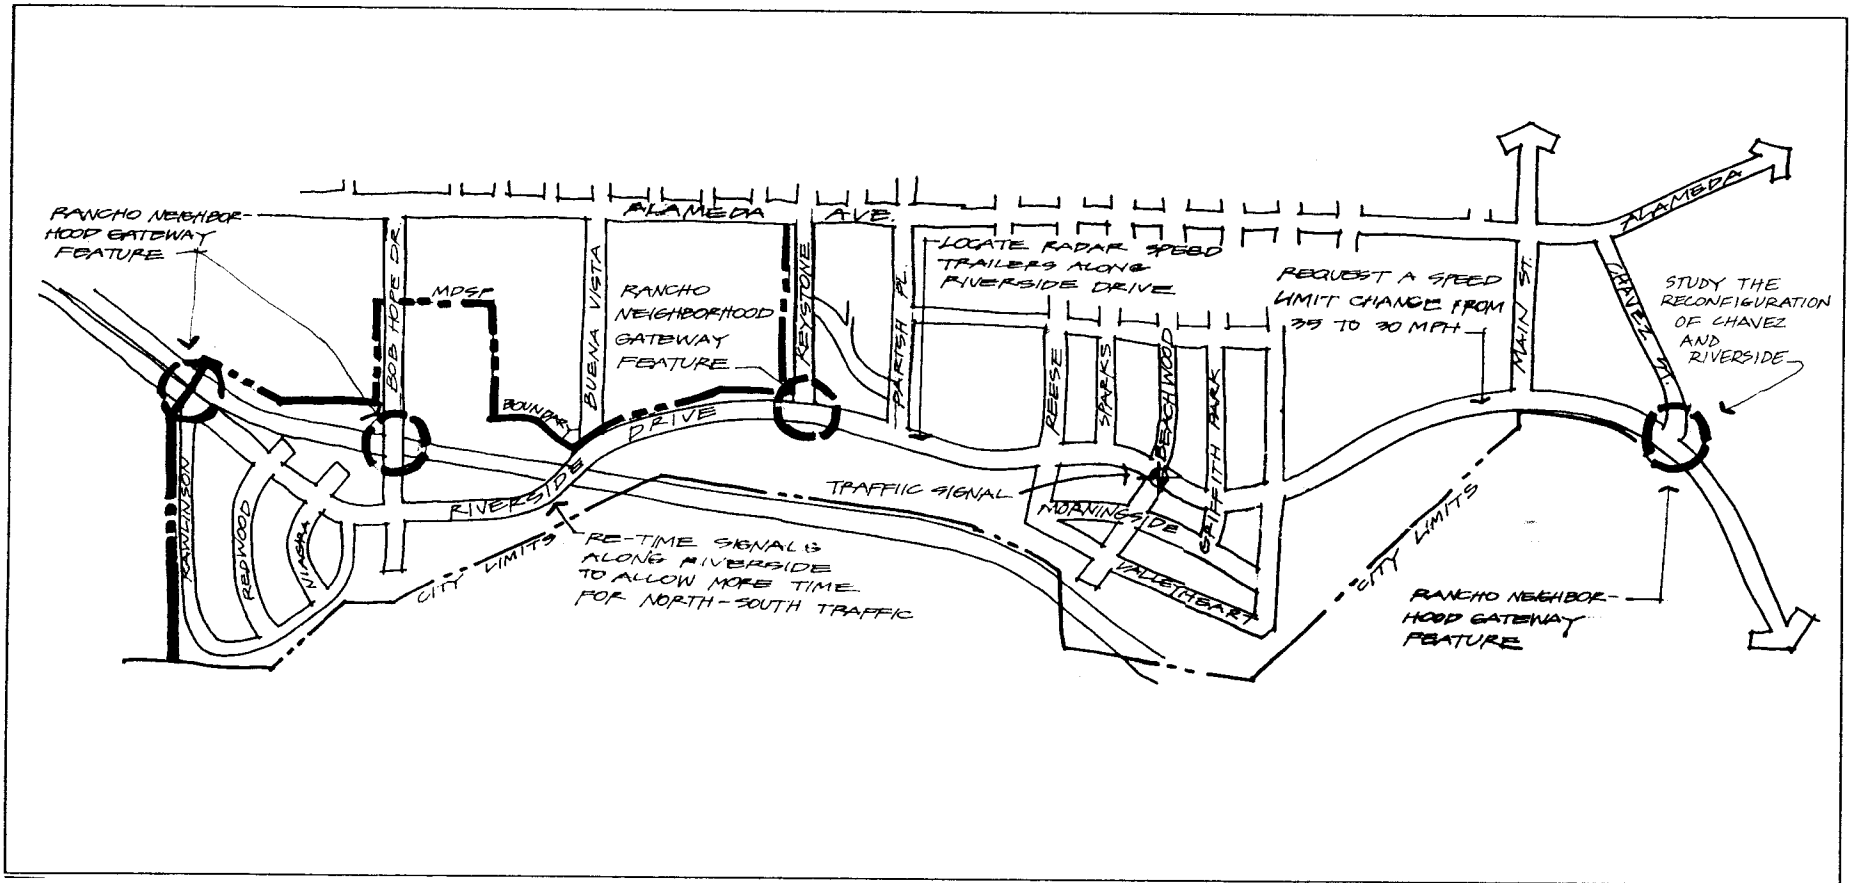 RANCHO NEIGHBOR-
HOOD GATEWAY
FEATURE
ALAMEDA AVE.
ALAMEDA
BOB HOPE DR.
MDSP
BOUNDARY
BUENA VISTA
RANCHO
NEIGHBORHOOD
GATEWAY
FEATURE
KEYSTONE
PARISH PL.
LOCATE RADAR SPEED
TRAILERS ALONG
RIVERSIDE DRIVE
REQUEST A SPEED
LIMIT CHANGE FROM
35 TO 30 MPH
MAIN ST.
CHAVEZ ST.
STUDY THE
RECONFIGURATION
OF CHAVEZ
AND
RIVERSIDE
REESE
SPARKS
BEACHWOOD
GRIFFITH PARK
RIVERSIDE DRIVE
RAWLINSON
REDWOOD
NIAGRA
TRAFFIIC SIGNAL
MORNINGSIDE
VALLEYHEART
CITY LIMITS
RE-TIME SIGNALS
ALONG RIVERSIDE
TO ALLOW MORE TIME
FOR NORTH-SOUTH TRAFFIC
CITY LIMITS
RANCHO NEIGHBOR-
HOOD GATEWAY
FEATURE